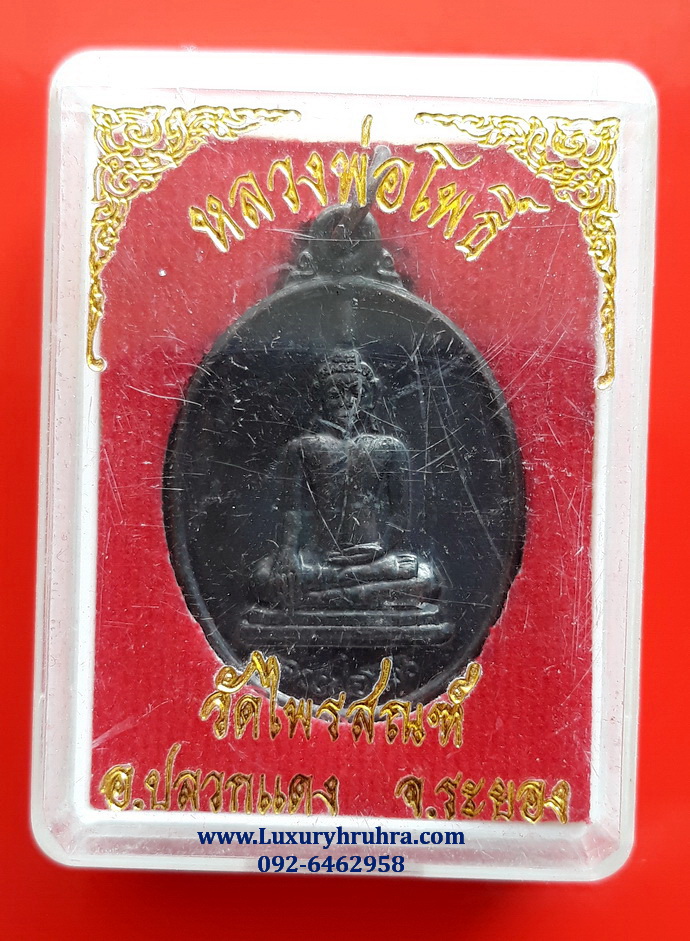 หลวงพ่อโพธิ์
วัดไพรสณฑ์
อ.ปลวกแดง จ.ระยอง
www.Luxuryhruhra.com
092-6462958